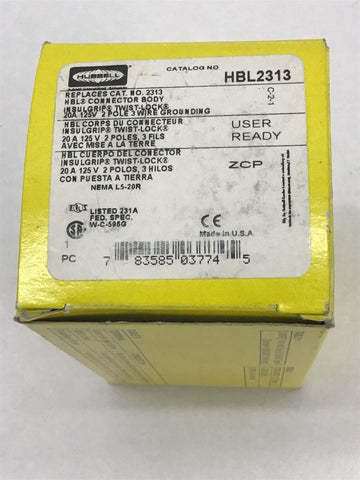 HUBBELL
CATALOG NO
HBL2313
C-2-1
REPLACES CAT. NO. 2313
HBL® CONNECTOR BODY
INSULGRIP® TWIST-LOCK®
20A 125V 2 POLE 3 WIRE GROUNDING
HBL CORPS DU CONNECTEUR
INSULGRIP® TWIST-LOCK®
20 A 125 V 2 POLES, 3 FILS
AVEC MISE A LA TERRE
HBL CUERPO DEL CONECTOR
INSULGRIP® TWIST-LOCK®
20 A 125 V 2 POLOS, 3 HILOS
CON PUESTA A TIERRA
NEMA L5-20R
USER
READY
ZCP
LISTED 231A
FED. SPEC.
W-C-596G
CE
Made in U.S.A
1
PC
7 83585 03774 5